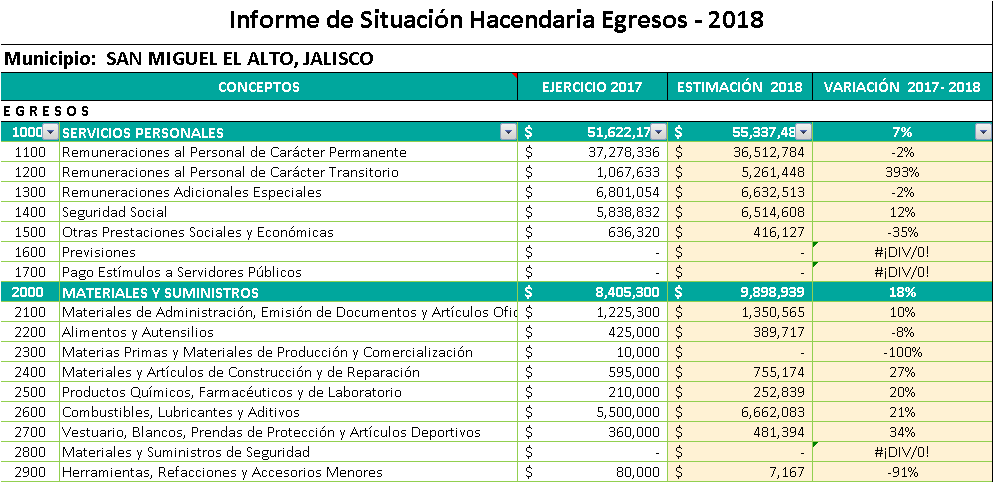 Informe de Situación Hacendaria Egresos - 2018
Municipio: SAN MIGUEL EL ALTO, JALISCO
CONCEPTOS EJERCICIO 2017 ESTIMACIÓN 2018 VARIACIÓN 2017- 2018
E G R E S O S
1000 SERVICIOS PERSONALES $ 51,622,17 $ 55,337,48 7%
1100 Remuneraciones al Personal de Carácter Permanente $ 37,278,336 $ 36,512,784 -2%
1200 Remuneraciones al Personal de Carácter Transitorio $ 1,067,633 $ 5,261,448 393%
1300 Remuneraciones Adicionales Especiales $ 6,801,054 $ 6,632,513 -2%
1400 Seguridad Social $ 5,838,832 $ 6,514,608 12%
1500 Otras Prestaciones Sociales y Económicas $ 636,320 $ 416,127 -35%
1600 Previsiones $ - $ - #¡DIV/0!
1700 Pago Estímulos a Servidores Públicos $ - $ - #¡DIV/0!
2000 MATERIALES Y SUMINISTROS $ 8,405,300 $ 9,898,939 18%
2100 Materiales de Administración, Emisión de Documentos y Artículos Ofic $ 1,225,300 $ 1,350,565 10%
2200 Alimentos y Autensilios $ 425,000 $ 389,717 -8%
2300 Materias Primas y Materiales de Producción y Comercialización $ 10,000 $ - -100%
2400 Materiales y Artículos de Construcción y de Reparación $ 595,000 $ 755,174 27%
2500 Productos Químicos, Farmacéuticos y de Laboratorio $ 210,000 $ 252,839 20%
2600 Combustibles, Lubricantes y Aditivos $ 5,500,000 $ 6,662,083 21%
2700 Vestuario, Blancos, Prendas de Protección y Artículos Deportivos $ 360,000 $ 481,394 34%
2800 Materiales y Suministros de Seguridad $ - $ - #¡DIV/0!
2900 Herramientas, Refacciones y Accesorios Menores $ 80,000 $ 7,167 -91%